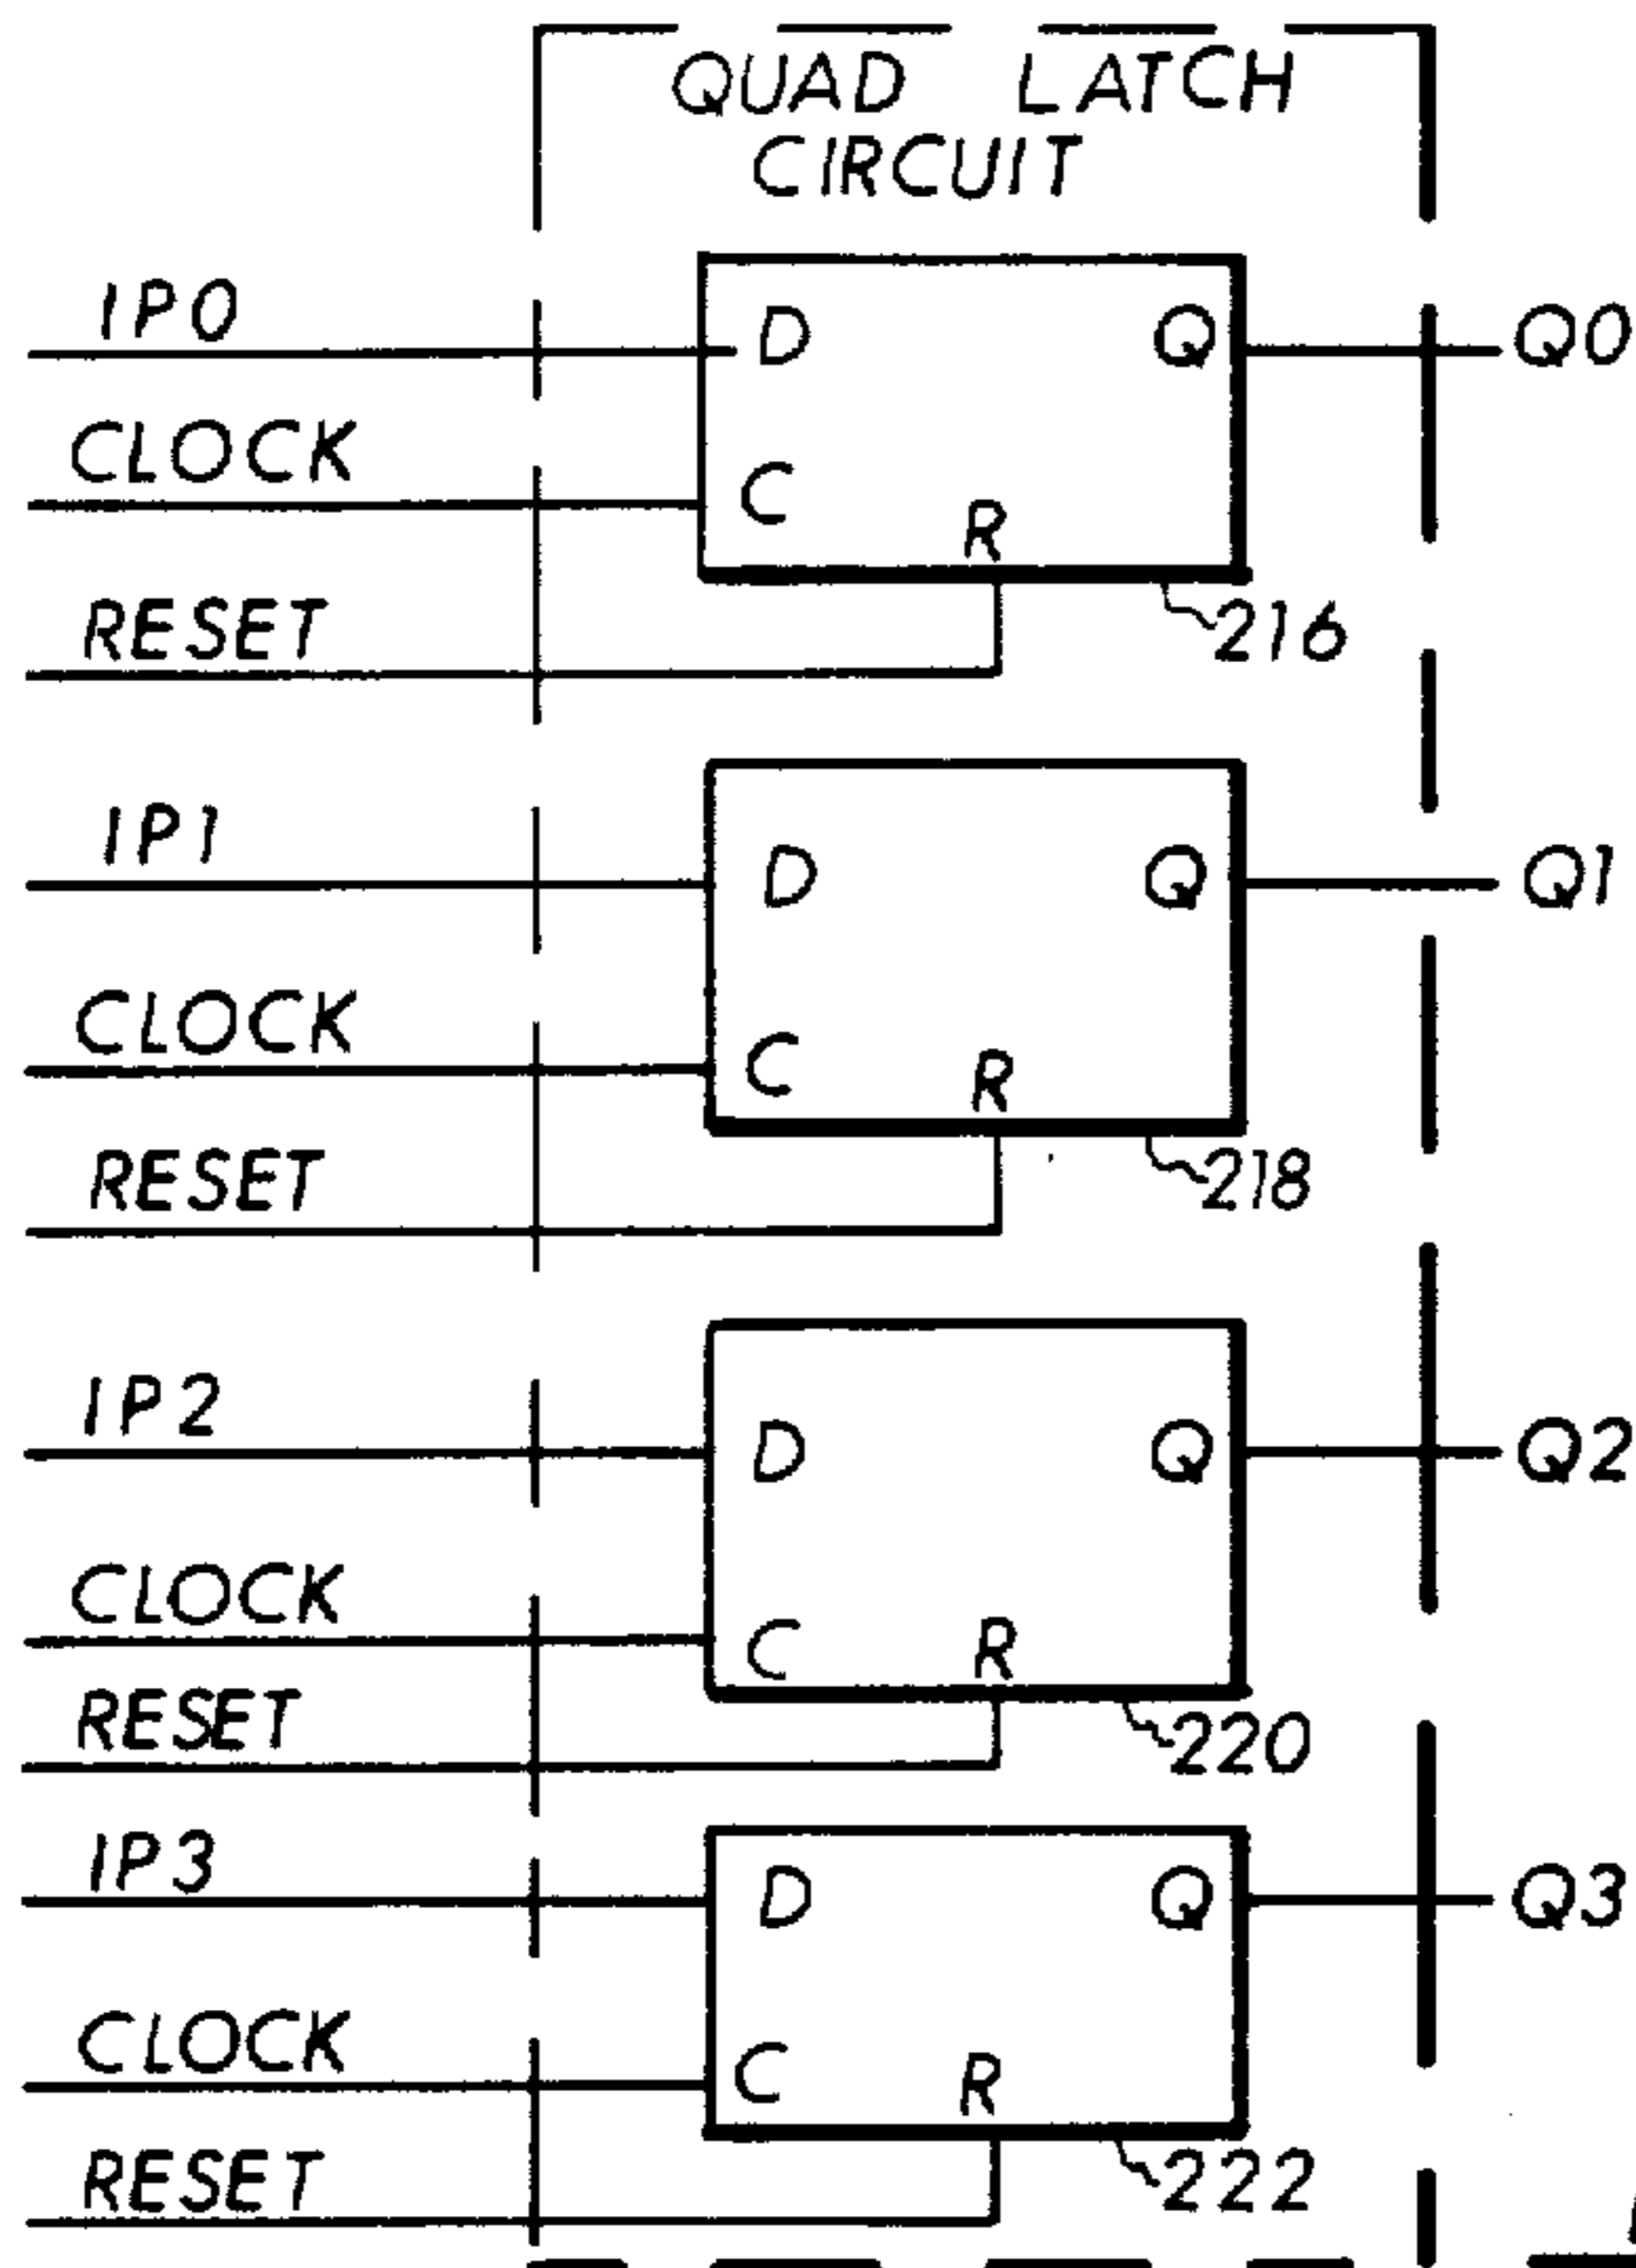 QUAD LATCH
CIRCUIT
IP0
D
Q
Q0
CLOCK
C
R
RESET
216
IP1
D
Q
Q1
CLOCK
C
R
RESET
218
IP2
D
Q
Q2
CLOCK
C
R
RESET
220
IP3
D
Q
Q3
CLOCK
C
R
RESET
222